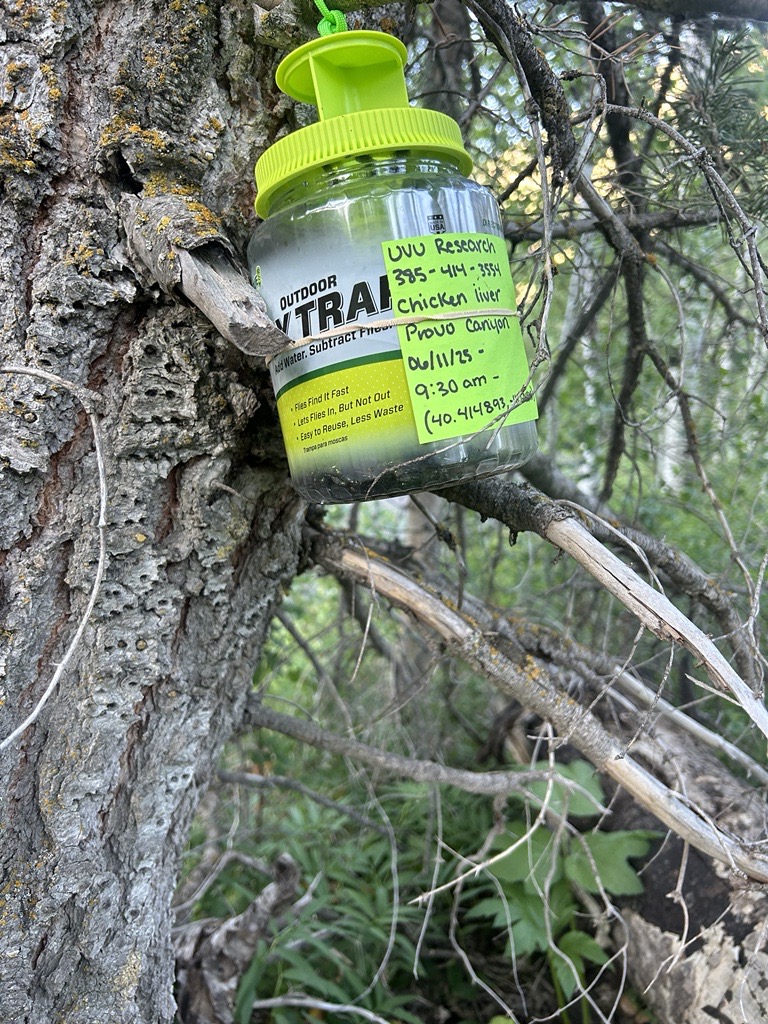 USA
OUTDOOR
Y TRAP
Add Water. Subtract Flies.
• Flies Find It Fast
• Lets Flies In, But Not Out
• Easy to Reuse, Less Waste
Trampa para moscas
UVU Research
385-414-3554
Chicken liver
Provo Canyon
06/11/25 -
9:30 am -
(40.414893,